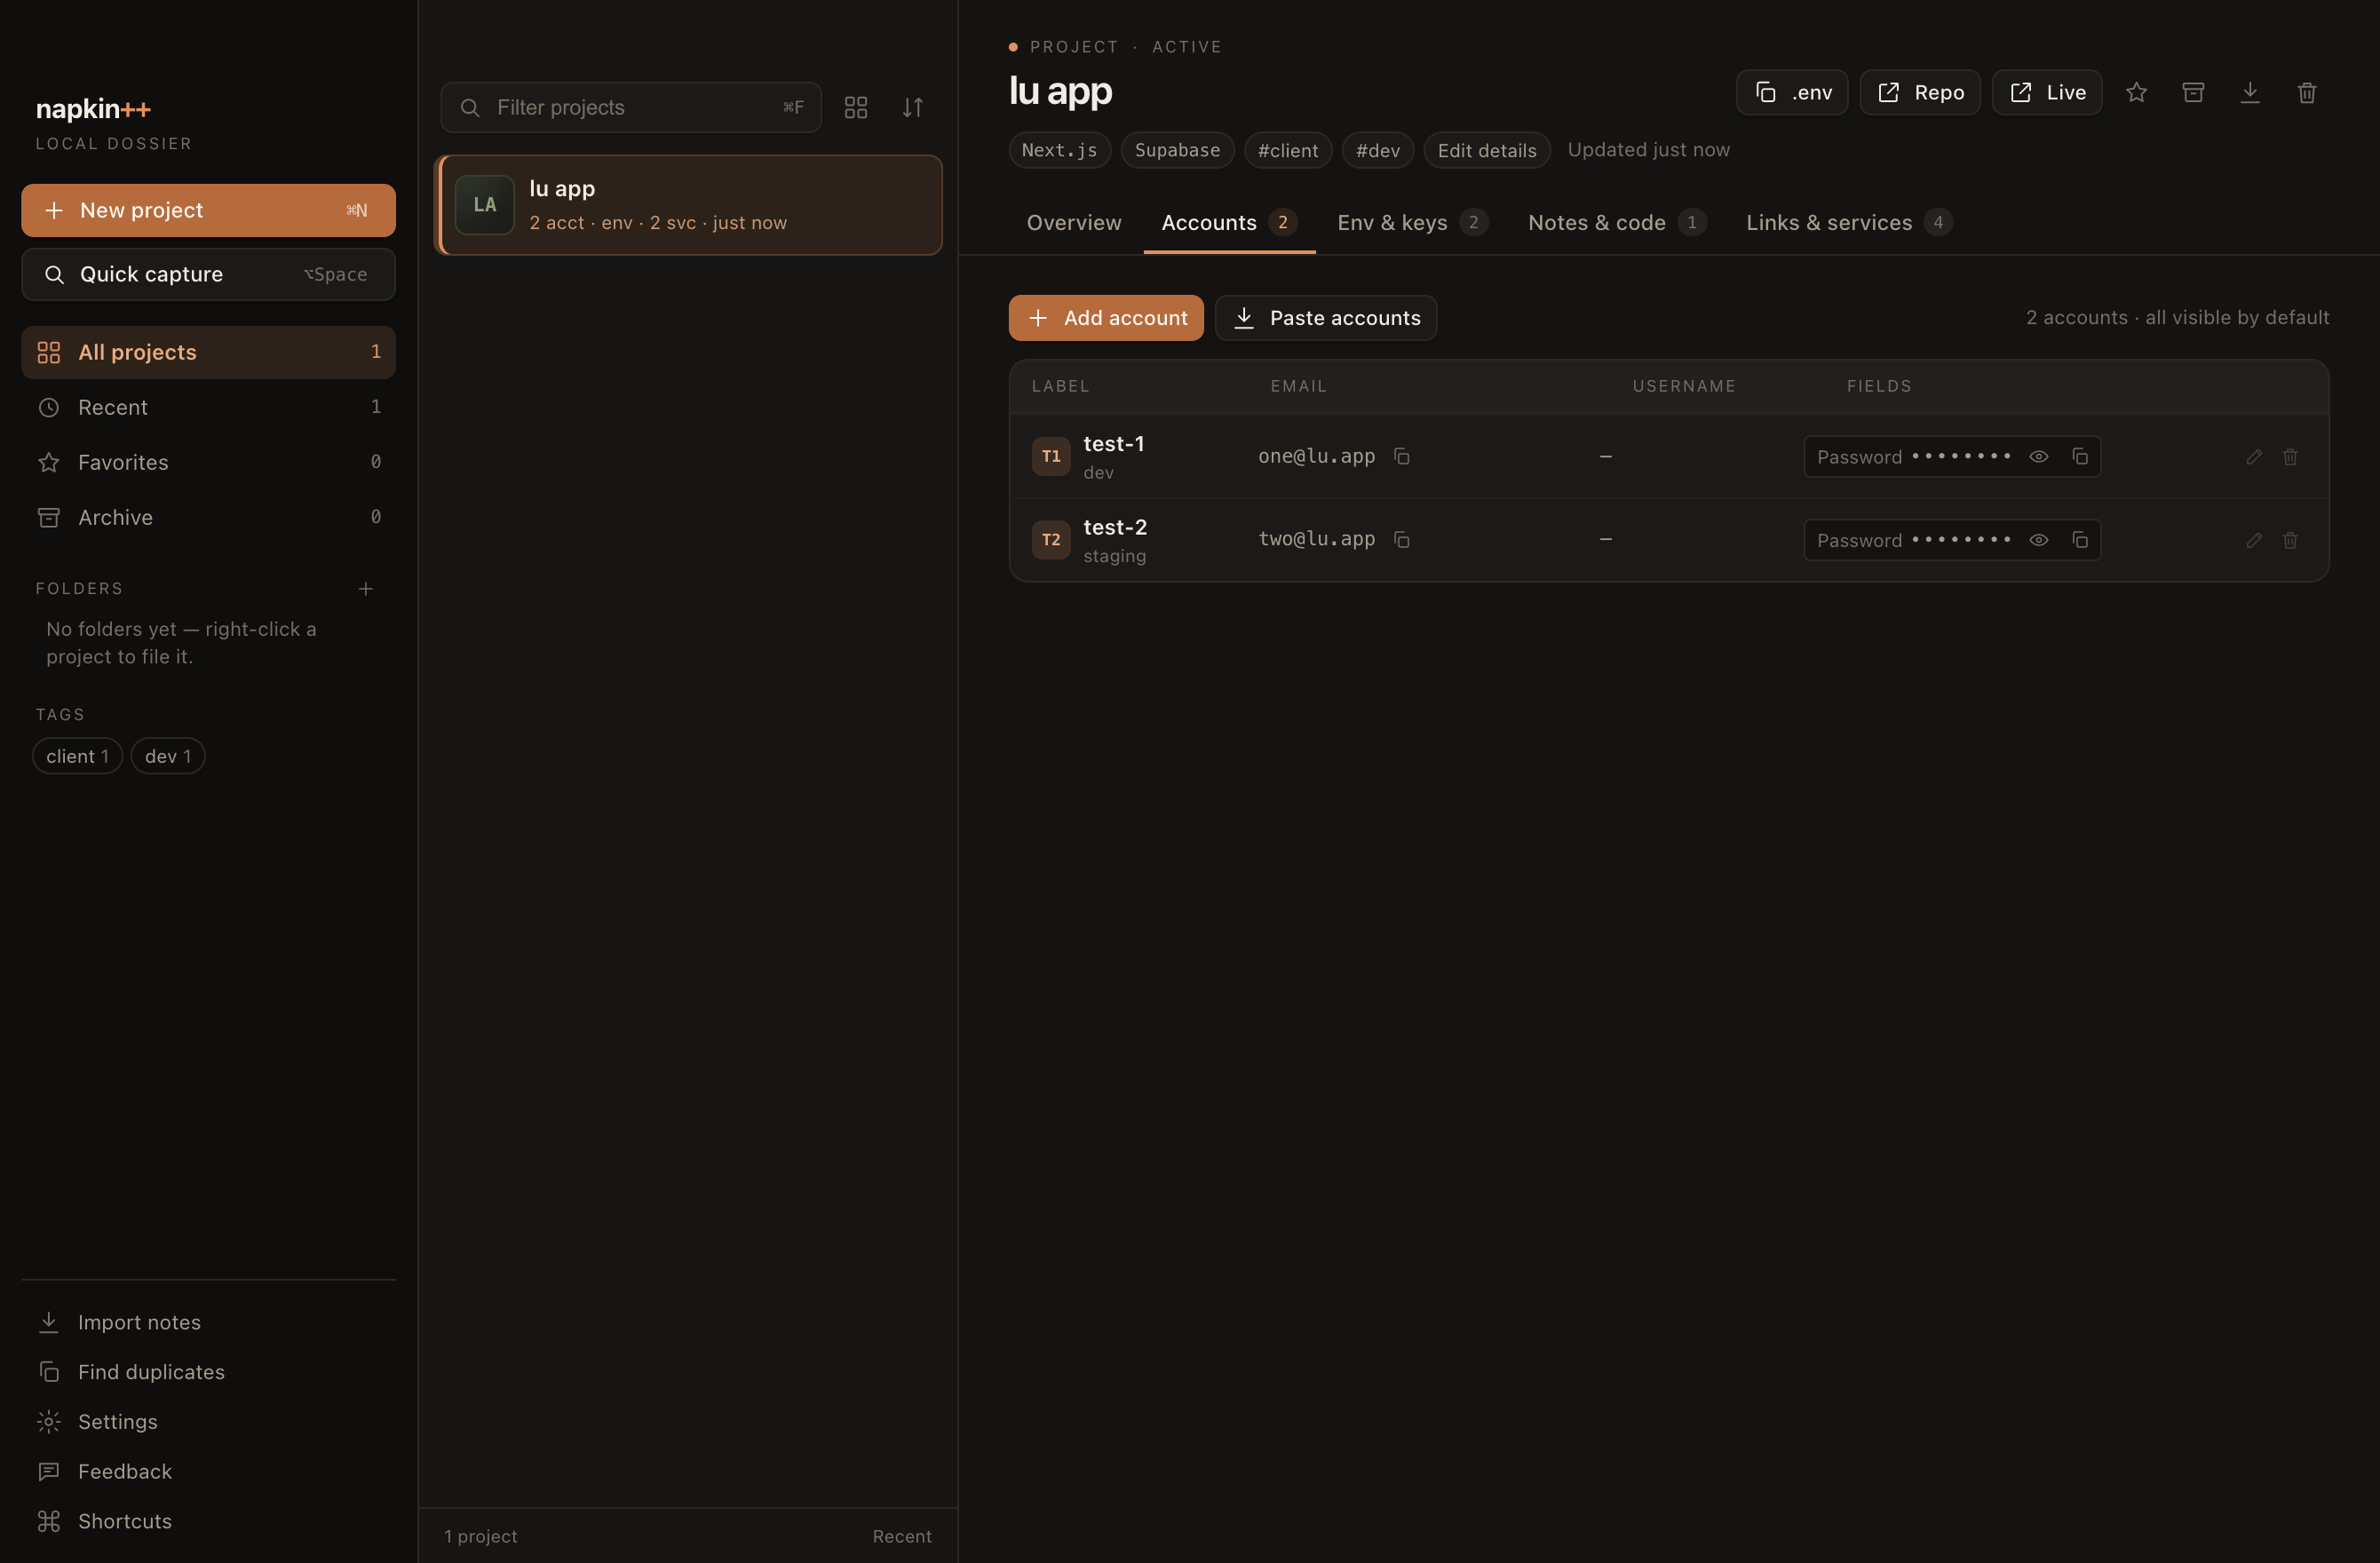 napkin++
LOCAL DOSSIER
New project ⌘N
Quick capture ⌥Space
All projects 1
Recent 1
Favorites 0
Archive 0
FOLDERS
No folders yet — right-click a
project to file it.
TAGS
client 1 dev 1
Import notes
Find duplicates
Settings
Feedback
Shortcuts
Filter projects ⌘F
LA
lu app
2 acct · env · 2 svc · just now
1 project Recent
PROJECT · ACTIVE
lu app
.env Repo Live
Next.js Supabase #client #dev Edit details Updated just now
Overview Accounts 2 Env & keys 2 Notes & code 1 Links & services 4
Add account Paste accounts 2 accounts · all visible by default
LABEL EMAIL USERNAME FIELDS
T1 test-1 one@lu.app — Password ••••••••
dev
T2 test-2 two@lu.app — Password ••••••••
staging